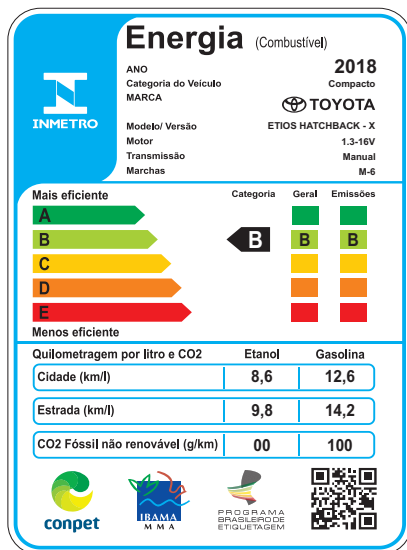 Energia (Combustível)
ANO 2018
Categoria do Veículo Compacto
MARCA TOYOTA
INMETRO
Modelo/ Versão ETIOS HATCHBACK - X
Motor 1.3-16V
Transmissão Manual
Marchas M-6
Mais eficiente Categoria Geral Emissões
A
B B B B
C
D
E
Menos eficiente
Quilometragem por litro e CO2 Etanol Gasolina
Cidade (km/l) 8,6 12,6
Estrada (km/l) 9,8 14,2
CO2 Fóssil não renovável (g/km) 00 100
conpet
IBAMA
M M A
PROGRAMA
BRASILEIRO DE
ETIQUETAGEM